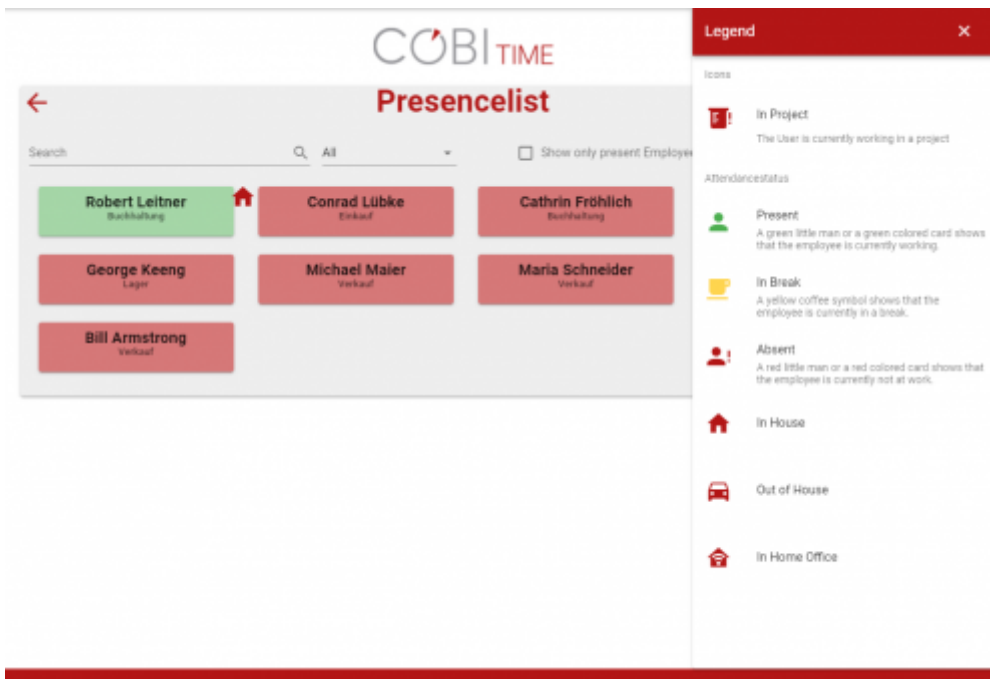 COBI TIME
Presencelist
Search
All
Show only present Employee
Robert Leitner
Buchhaltung
Conrad Lübke
Einkauf
Cathrin Fröhlich
Buchhaltung
George Keeng
Lager
Michael Maier
Verkauf
Maria Schneider
Verkauf
Bill Armstrong
Verkauf
Legend
Icons
In Project
The User is currently working in a project
Attendancestatus
Present
A green little man or a green colored card shows
that the employee is currently working.
In Break
A yellow coffee symbol shows that the
employee is currently in a break.
Absent
A red little man or a red colored card shows that
the employee is currently not at work.
In House
Out of House
In Home Office